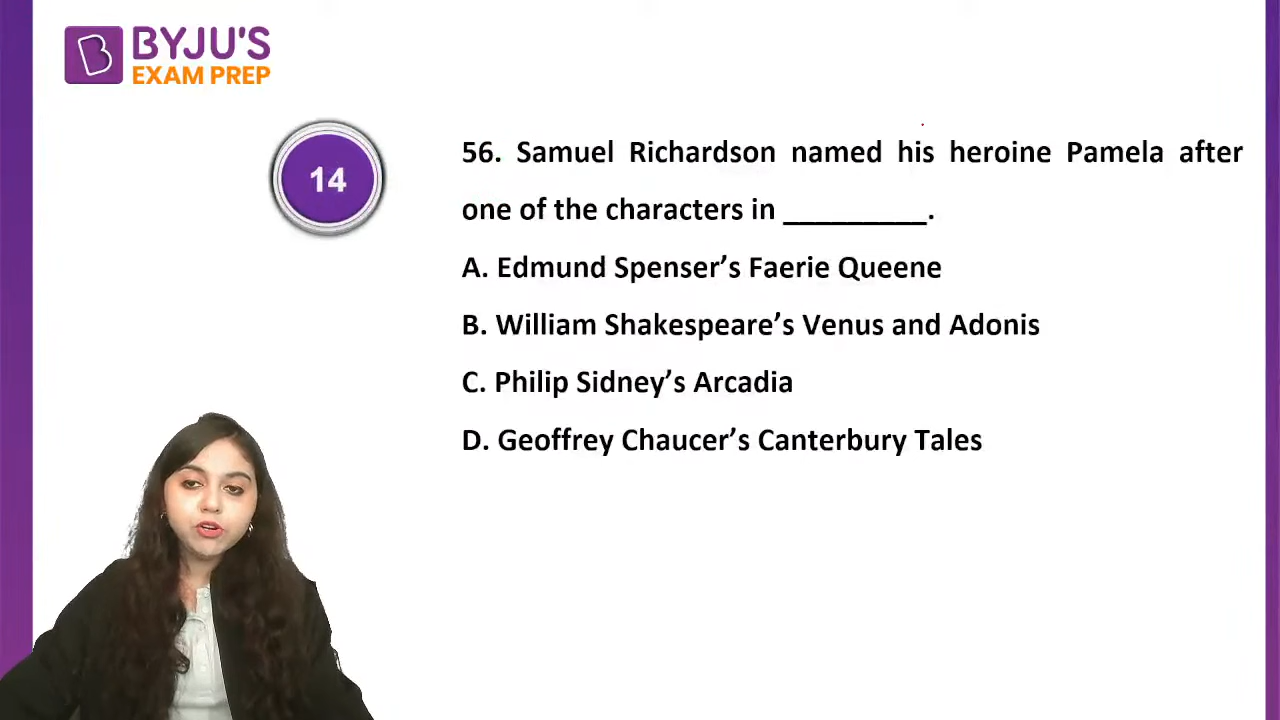 BYJU'S
EXAM PREP
14
56. Samuel Richardson named his heroine Pamela after
one of the characters in _________.
A. Edmund Spenser’s Faerie Queene
B. William Shakespeare’s Venus and Adonis
C. Philip Sidney’s Arcadia
D. Geoffrey Chaucer’s Canterbury Tales